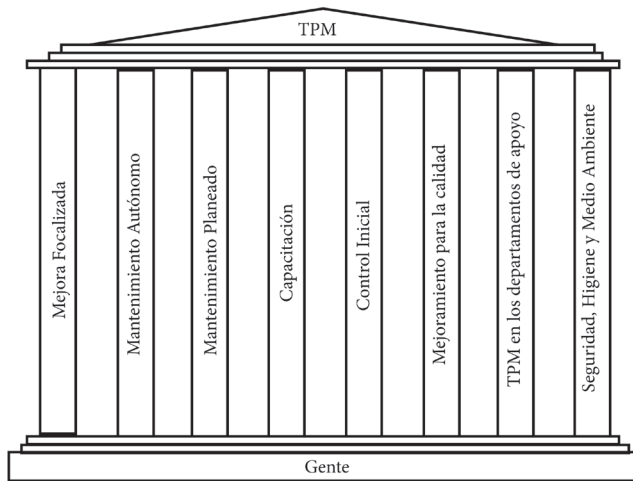 TPM
Mejora Focalizada
Mantenimiento Autónomo
Mantenimiento Planeado
Capacitación
Control Inicial
Mejoramiento para la calidad
TPM en los departamentos de apoyo
Seguridad, Higiene y Medio Ambiente
Gente